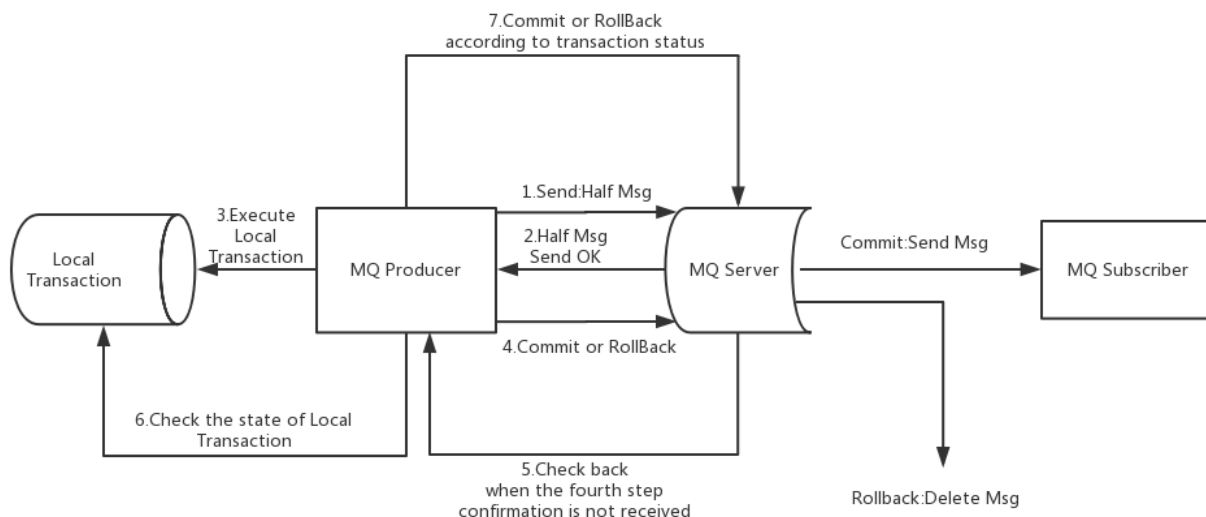 7.Commit or RollBack
according to transaction status
1.Send:Half Msg
3.Execute
Local
Transaction
2.Half Msg
Send OK
Local
Transaction
MQ Producer
MQ Server
Commit:Send Msg
MQ Subscriber
4.Commit or RollBack
6.Check the state of Local
Transaction
5.Check back
when the fourth step
confirmation is not received
Rollback:Delete Msg